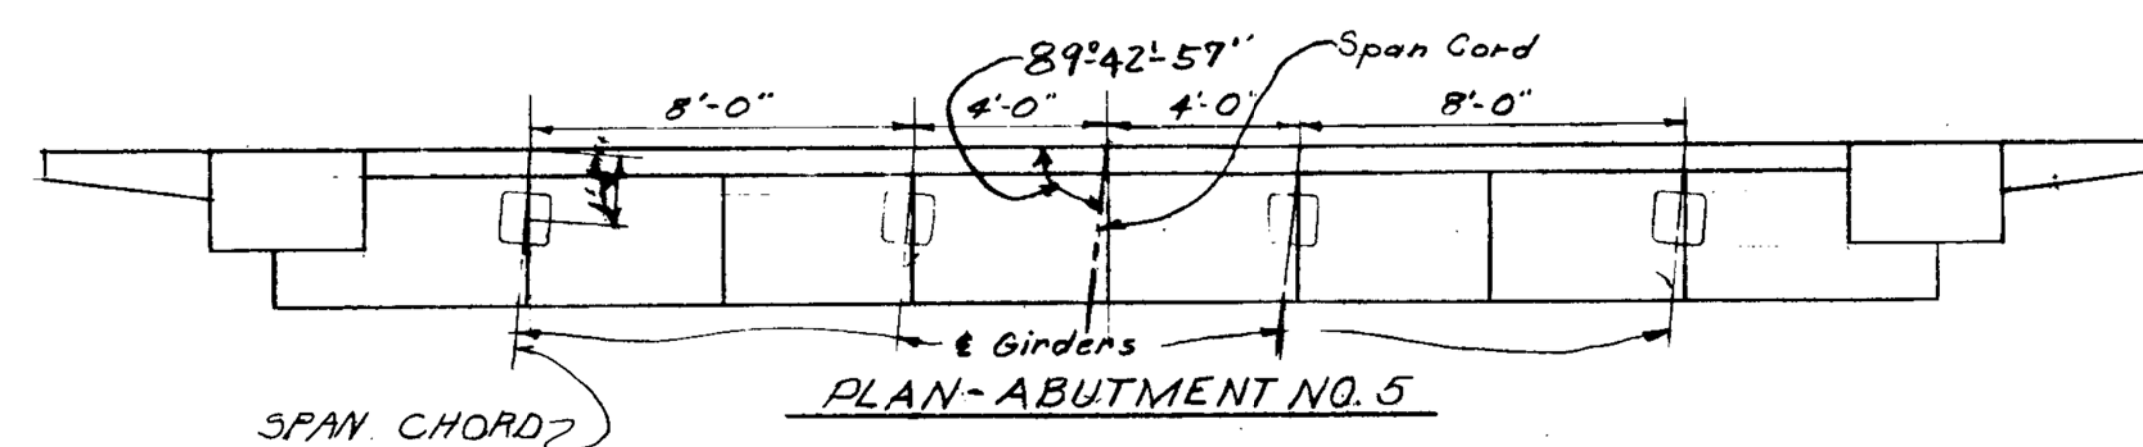 89°-42'-57"
Span Cord
8'-0"
4'-0"
4'-0"
8'-0"
℄ Girders
PLAN-ABUTMENT NO. 5
SPAN. CHORD